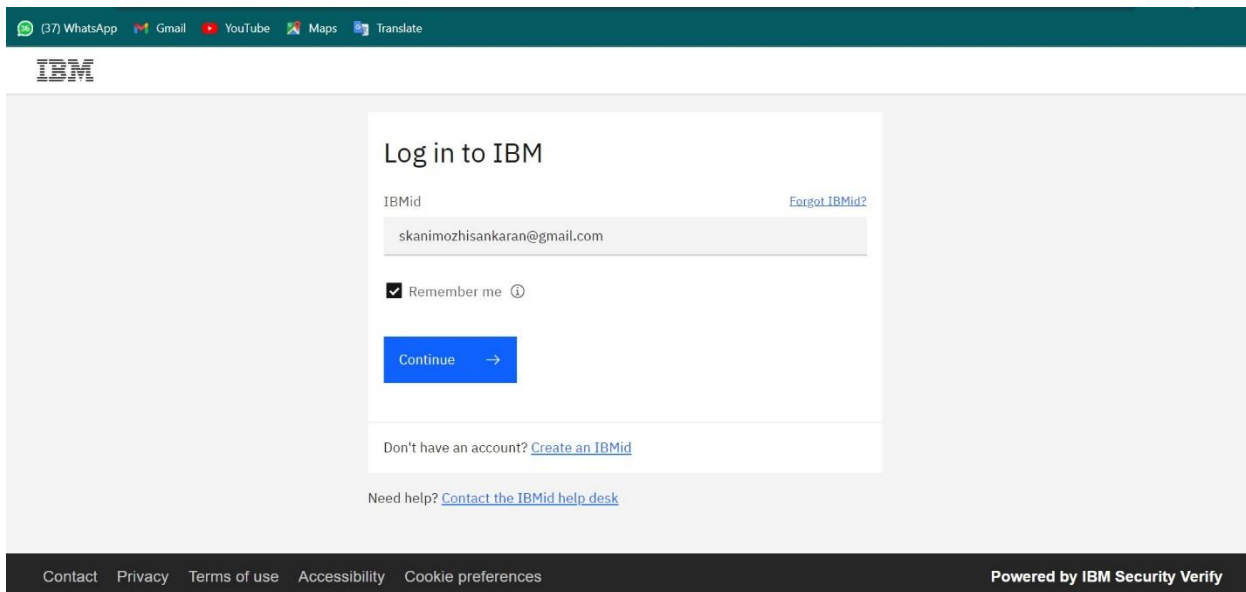 (37) WhatsApp Gmail YouTube Maps Translate
IBM
Log in to IBM
IBMid Forgot IBMid?
skanimozhisankaran@gmail.com
Remember me
Continue
Don't have an account? Create an IBMid
Need help? Contact the IBMid help desk
Contact Privacy Terms of use Accessibility Cookie preferences Powered by IBM Security Verify